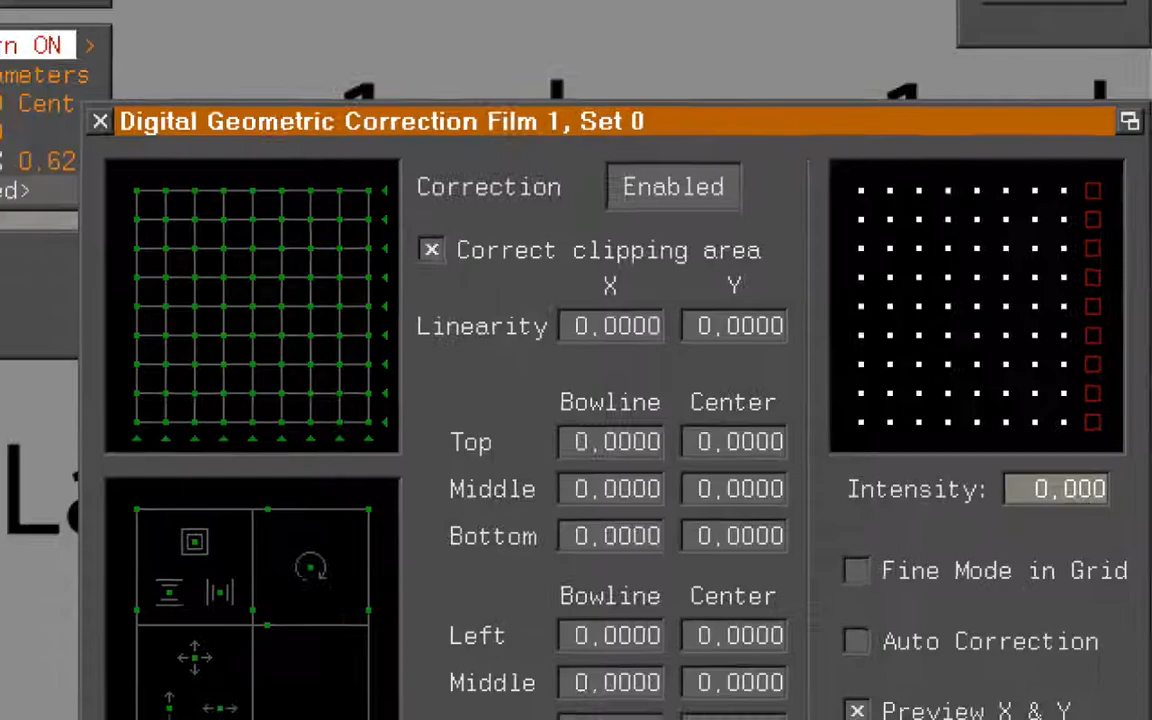 rn ON >
ameters
Cent
0.62
ed>
Digital Geometric Correction Film 1, Set 0
Correction Enabled
Correct clipping area
X Y
Linearity 0.0000 0.0000
Bowline Center
Top 0.0000 0.0000
Middle 0.0000 0.0000
Bottom 0.0000 0.0000
Bowline Center
Left 0.0000 0.0000
Middle 0.0000 0.0000
Intensity: 0.000
Fine Mode in Grid
Auto Correction
Preview X & Y